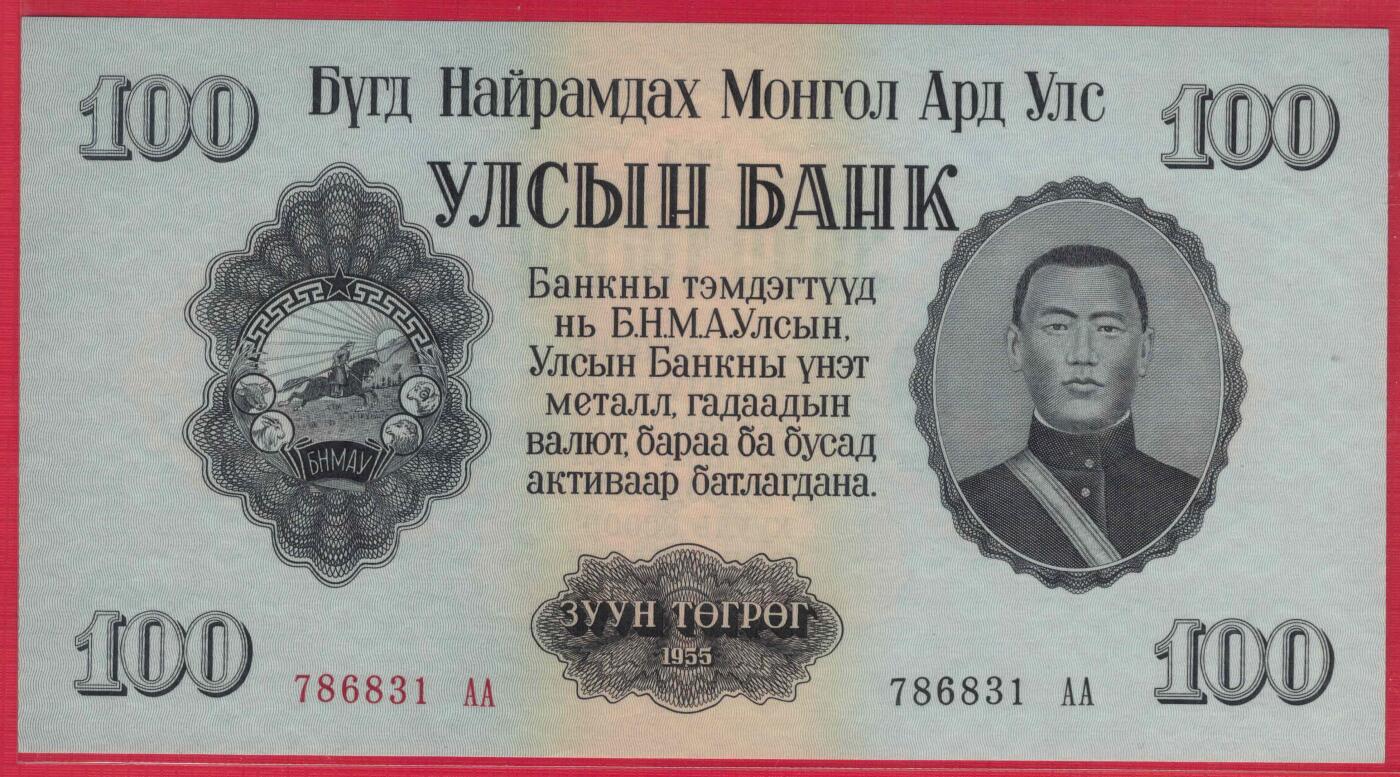 100 Бүгд Найрамдах Монгол Ард Улс 100
УЛСЫН БАНК
Банкны тэмдэгтүүд
нь Б.Н.М.А.Улсын,
Улсын Банкны үнэт
металл, гадаадын
валют, бараа ба бусад
активаар батлагдана.
БНМАУ
ЗУУН ТӨГРӨГ
1955
100 786831 АА 786831 АА 100